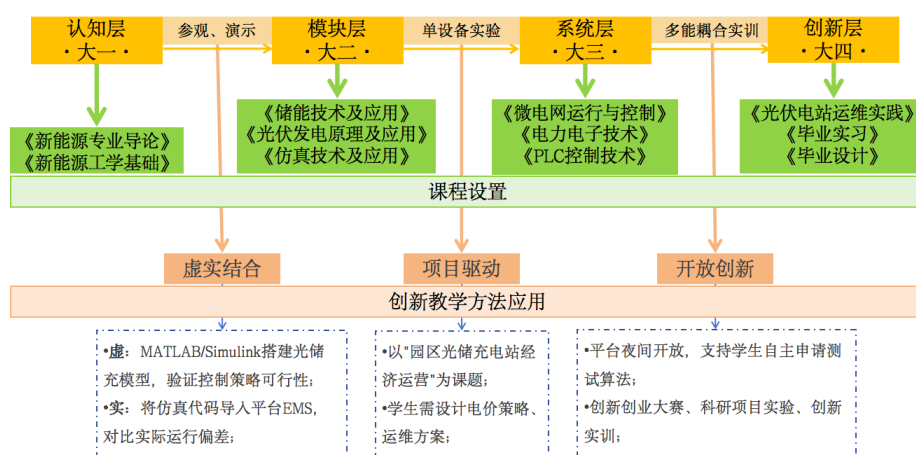 认知层
·大一·
参观、演示
模块层
·大二·
单设备实验
系统层
·大三·
多能耦合实训
创新层
·大四·
《新能源专业导论》
《新能源工学基础》
《储能技术及应用》
《光伏发电原理及应用》
《仿真技术及应用》
《微电网运行与控制》
《电力电子技术》
《PLC控制技术》
《光伏电站运维实践》
《毕业实习》
《毕业设计》
课程设置
虚实结合
项目驱动
开放创新
创新教学方法应用
•虚：MATLAB/Simulink搭建光储
充模型，验证控制策略可行性;
•实：将仿真代码导入平台EMS,
对比实际运行偏差;
•以"园区光储充电站经
济运营"为课题;
•学生需设计电价策略、
运维方案;
•平台夜间开放，支持学生自主申请测
试算法;
•创新创业大赛、科研项目实验、创新
实训;